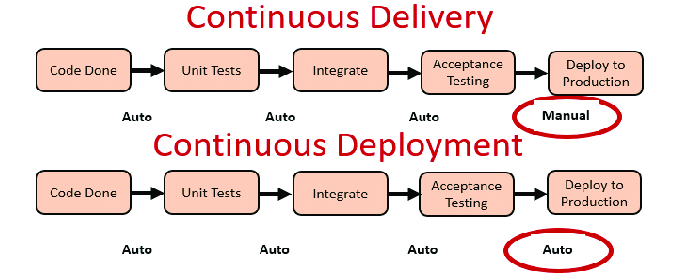 Continuous Delivery
Code Done
Unit Tests
Integrate
Acceptance
Testing
Deploy to
Production
Auto
Auto
Auto
Manual
Continuous Deployment
Code Done
Unit Tests
Integrate
Acceptance
Testing
Deploy to
Production
Auto
Auto
Auto
Auto